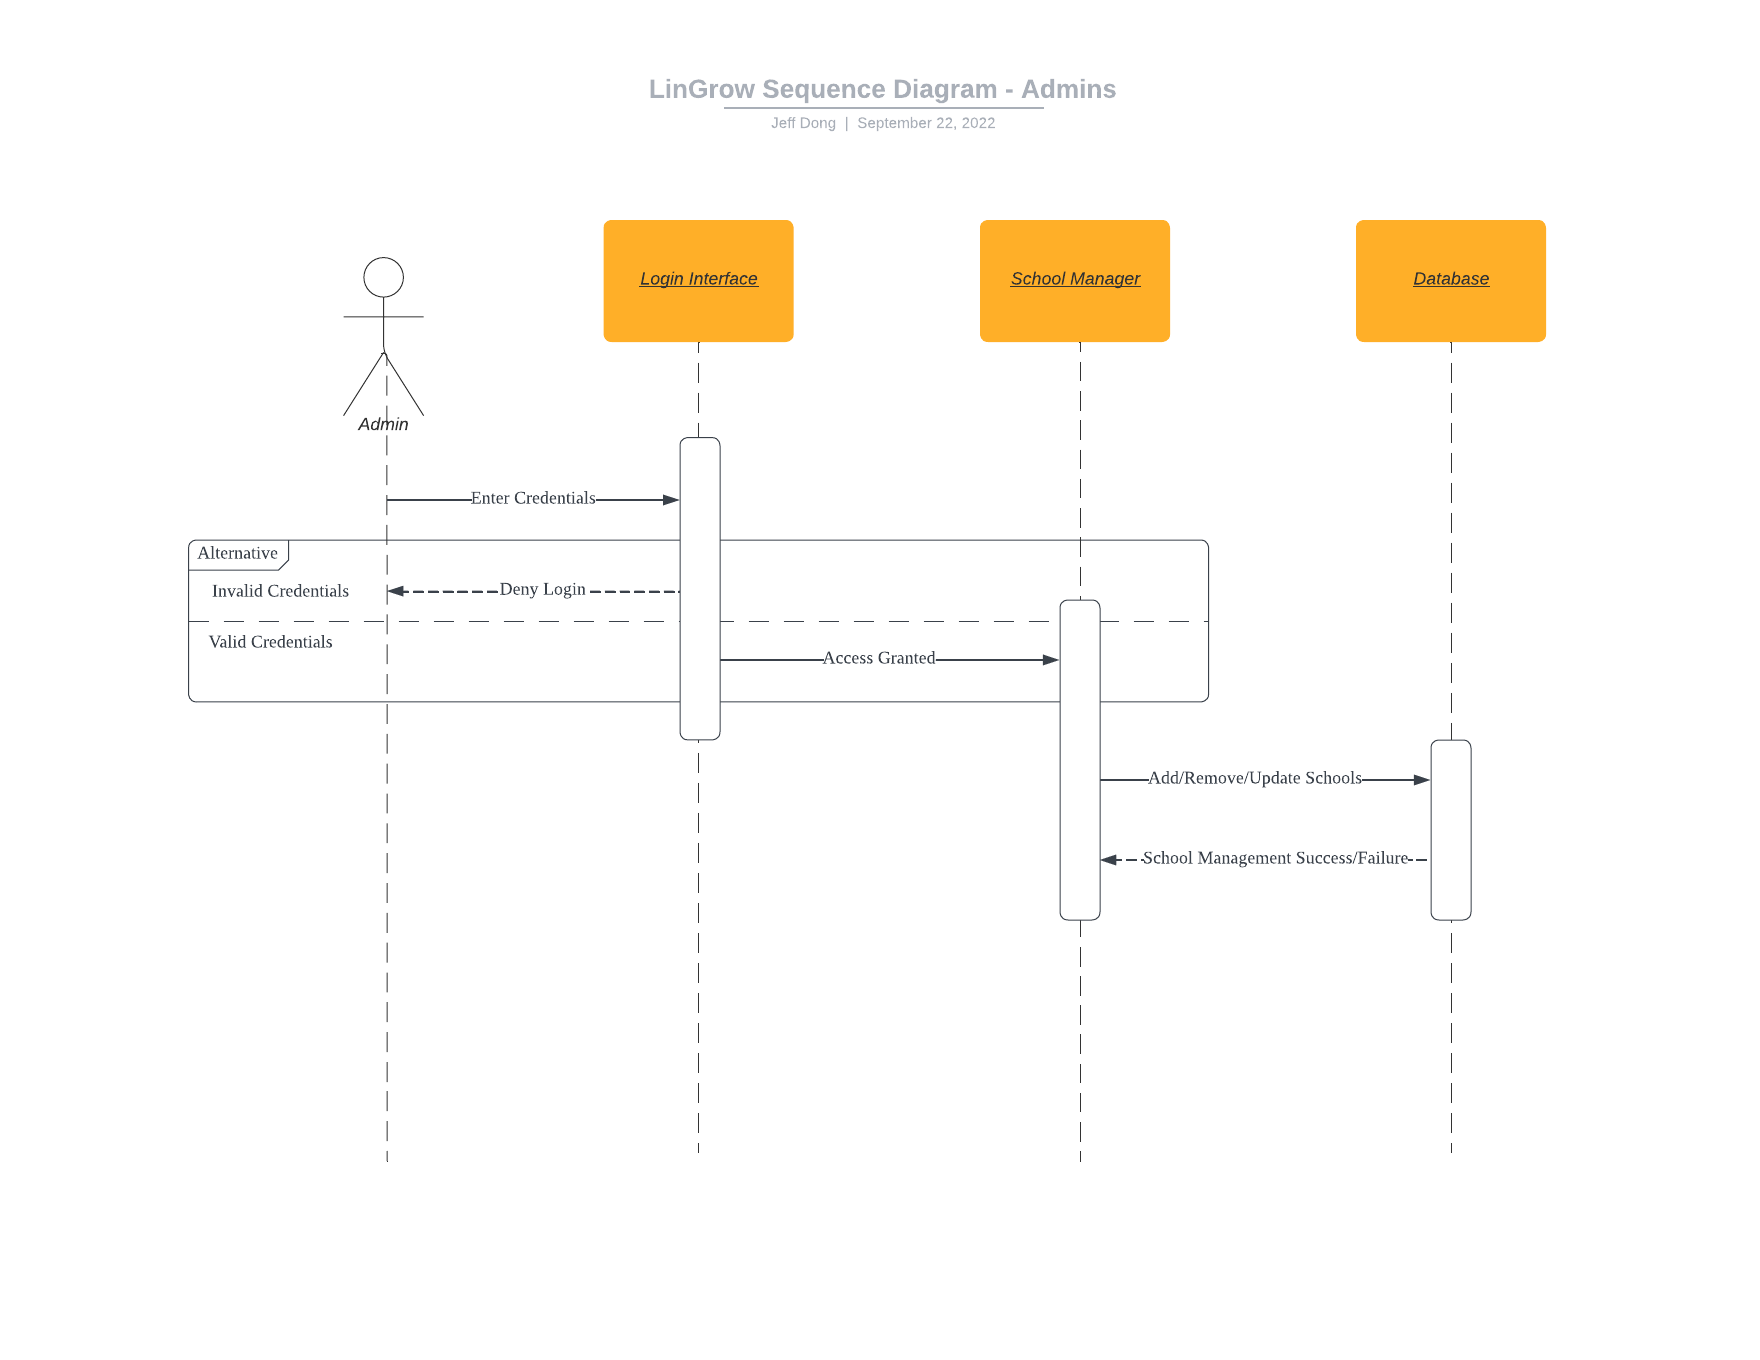 LinGrow Sequence Diagram - Admins
Jeff Dong | September 22, 2022
Login Interface
School Manager
Database
Admin
Enter Credentials
Alternative
Invalid Credentials
Deny Login
Valid Credentials
Access Granted
Add/Remove/Update Schools
School Management Success/Failure